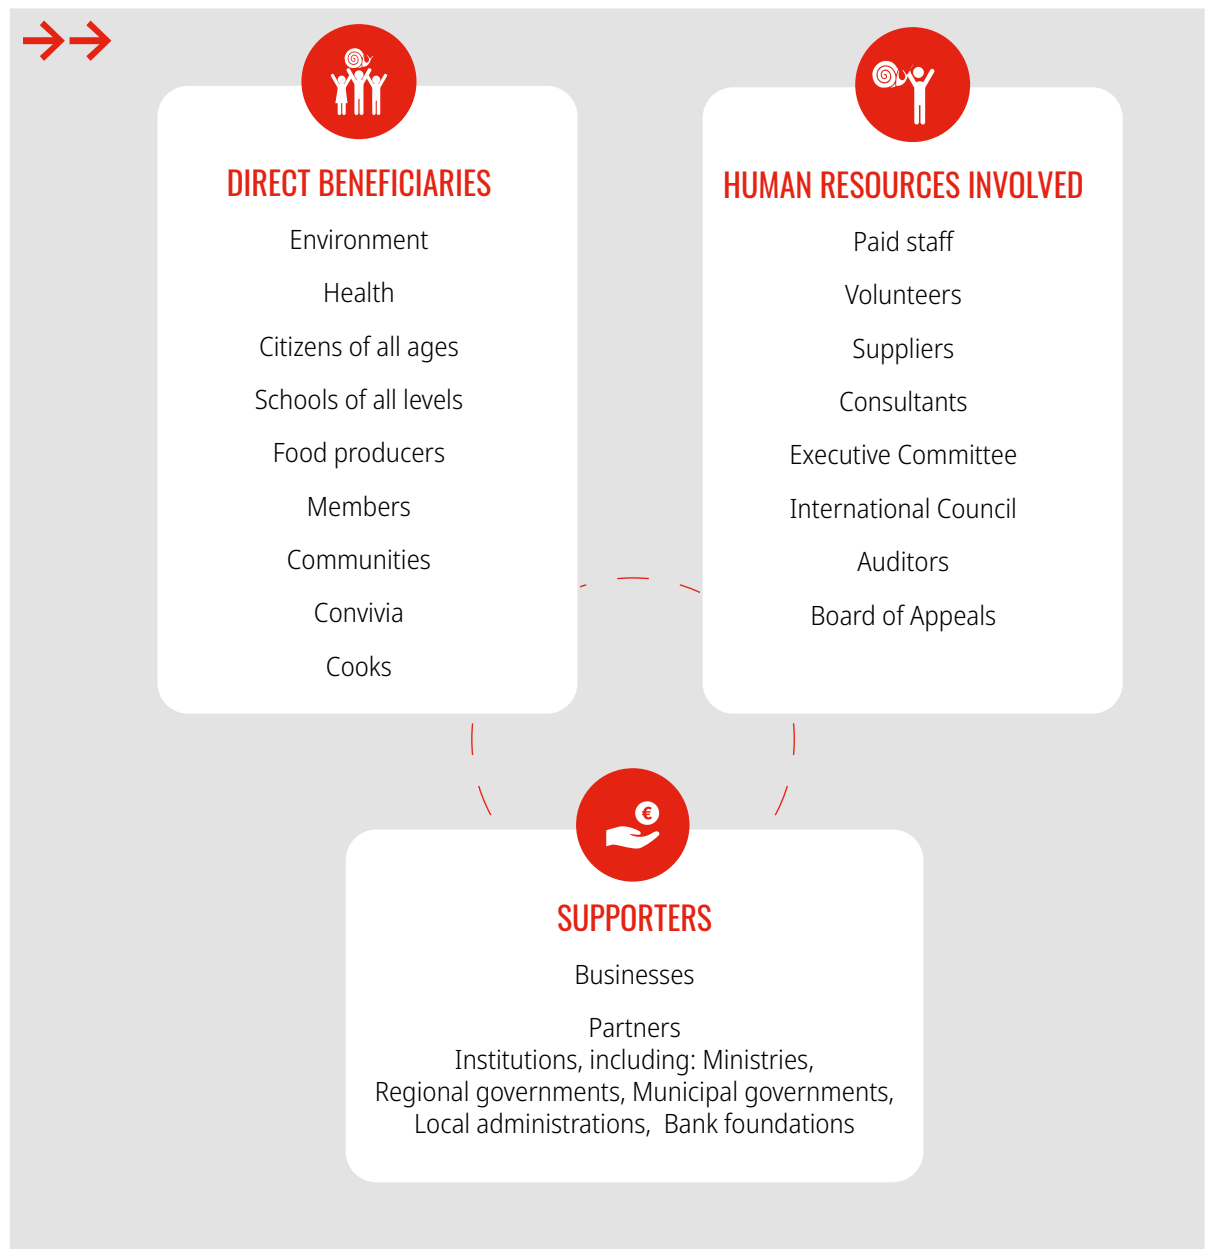 DIRECT BENEFICIARIES
Environment
Health
Citizens of all ages
Schools of all levels
Food producers
Members
Communities
Convivia
Cooks
HUMAN RESOURCES INVOLVED
Paid staff
Volunteers
Suppliers
Consultants
Executive Committee
International Council
Auditors
Board of Appeals
€
SUPPORTERS
Businesses
Partners
Institutions, including: Ministries,
Regional governments, Municipal governments,
Local administrations, Bank foundations